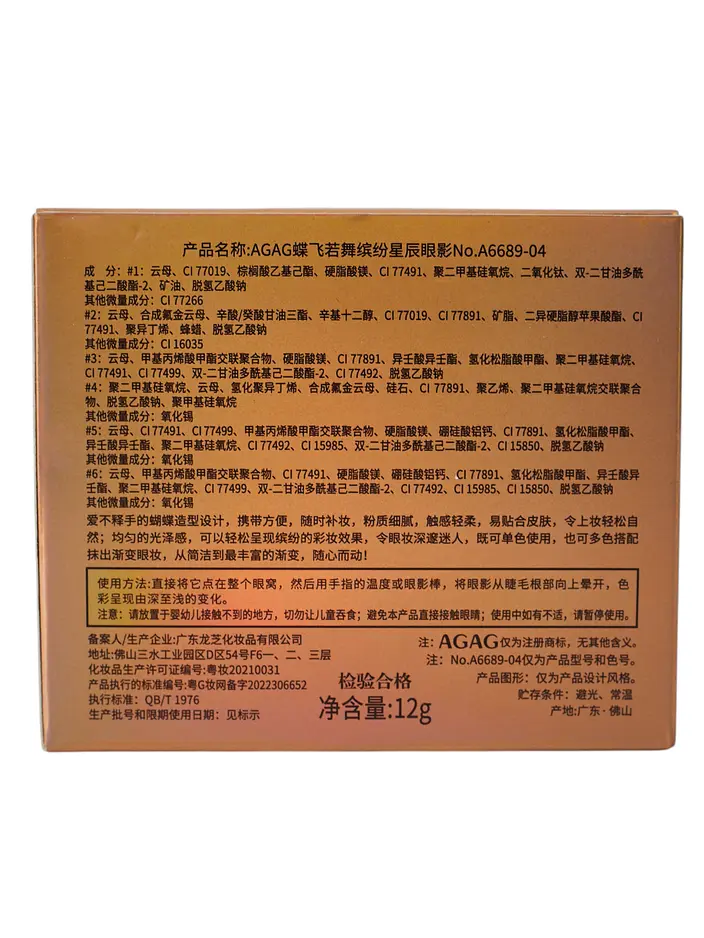 产品名称:AGAG蝶飞若舞缤纷星辰眼影No.A6689-04
成 分：#1：云母、CI 77019、棕榈酸乙基己酯、硬脂酸镁、CI 77491、聚二甲基硅氧烷、二氧化钛、双-二甘油多酰
基己二酸酯-2、矿油、脱氢乙酸钠
其他微量成分：CI 77266
#2：云母、合成氟金云母、辛酸/癸酸甘油三酯、辛基十二醇、CI 77019、CI 77891、矿脂、二异硬脂醇苹果酸酯、CI
77491、聚异丁烯、蜂蜡、脱氢乙酸钠
其他微量成分：CI 16035
#3：云母、甲基丙烯酸甲酯交联聚合物、硬脂酸镁、CI 77891、异壬酸异壬酯、氢化松脂酸甲酯、聚二甲基硅氧烷、
CI 77491、CI 77499、双-二甘油多酰基己二酸酯-2、CI 77492、脱氢乙酸钠
#4：聚二甲基硅氧烷、云母、氢化聚异丁烯、合成氟金云母、硅石、CI 77891、聚乙烯、聚二甲基硅氧烷交联聚合
物、脱氢乙酸钠、聚甲基硅氧烷
其他微量成分：氧化锡
#5：云母、CI 77491、CI 77499、甲基丙烯酸甲酯交联聚合物、硬脂酸镁、硼硅酸铝钙、CI 77891、氢化松脂酸甲酯、
异壬酸异壬酯、聚二甲基硅氧烷、CI 77492、CI 15985、双-二甘油多酰基己二酸酯-2、CI 15850、脱氢乙酸钠
其他微量成分：氧化锡
#6：云母、甲基丙烯酸甲酯交联聚合物、CI 77491、硬脂酸镁、硼硅酸铝钙、CI 77891、氢化松脂酸甲酯、异壬酸异
壬酯、聚二甲基硅氧烷、CI 77499、双-二甘油多酰基己二酸酯-2、CI 77492、CI 15985、CI 15850、脱氢乙酸钠
其他微量成分：氧化锡
爱不释手的蝴蝶造型设计，携带方便，随时补妆，粉质细腻，触感轻柔，易贴合皮肤，令上妆轻松自
然；均匀的光泽感，可以轻松呈现缤纷的彩妆效果，令眼妆深邃迷人，既可单色使用，也可多色搭配
抹出渐变眼妆，从简洁到最丰富的渐变，随心而动！
使用方法:直接将它点在整个眼窝，然后用手指的温度或眼影棒，将眼影从睫毛根部向上晕开，色
彩呈现由深至浅的变化。
注意：请放置于婴幼儿接触不到的地方，切勿让儿童吞食；避免本产品直接接触眼睛；使用中如有不适，请暂停使用。
备案人/生产企业:广东龙芝化妆品有限公司
地址:佛山三水工业园区D区54号F6一、二、三层
化妆品生产许可证编号:粤妆20210031
产品执行的标准编号:粤G妆网备字2022306652
执行标准：QB/T 1976
生产批号和限期使用日期：见标示
检验合格
净含量:12g
注：AGAG仅为注册商标，无其他含义。
注：No.A6689-04仅为产品型号和色号。
产品图形：仅为产品设计风格。
贮存条件：避光、常温
产地:广东·佛山